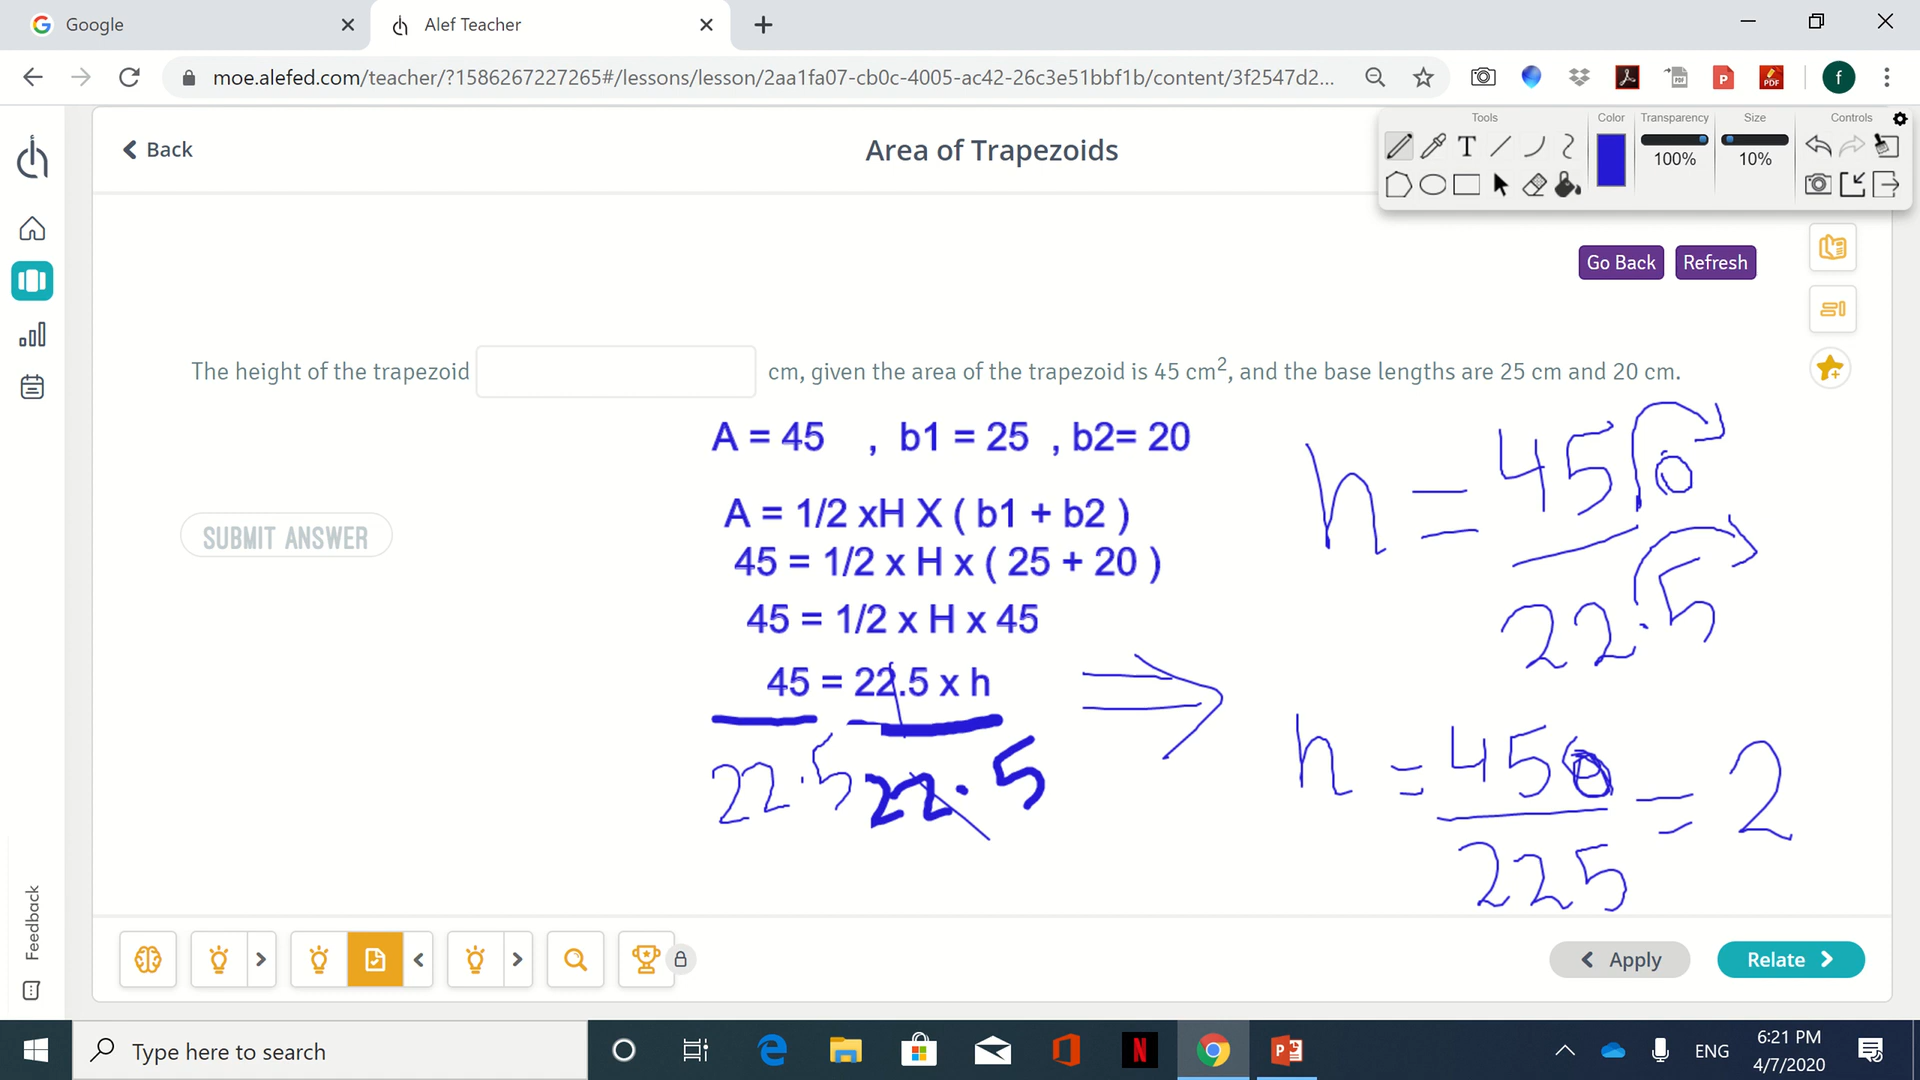 Google
Alef Teacher
moe.alefed.com/teacher/?1586267227265#/lessons/lesson/2aa1fa07-cb0c-4005-ac42-26c3e51bbf1b/content/3f2547d2...
f
Tools
Color
Transparency
Size
Controls
100%
10%
Back
Area of Trapezoids
Go Back
Refresh
The height of the trapezoid cm, given the area of the trapezoid is 45 cm², and the base lengths are 25 cm and 20 cm.
SUBMIT ANSWER
A = 45 , b1 = 25 , b2= 20
A = 1/2 xH X ( b1 + b2 )
45 = 1/2 x H x ( 25 + 20 )
45 = 1/2 x H x 45
45 = 22.5 x h
22.5 22.5
h = 45.0
22.5
h = 450 = 2
225
Feedback
Apply
Relate
Type here to search
ENG
6:21 PM
4/7/2020